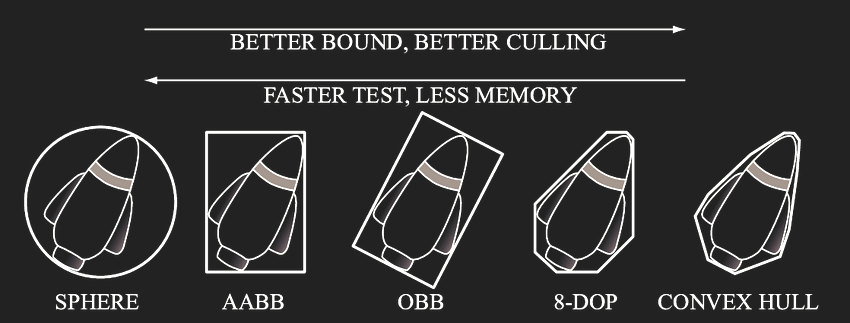 BETTER BOUND, BETTER CULLING
FASTER TEST, LESS MEMORY
SPHERE
AABB
OBB
8-DOP
CONVEX HULL